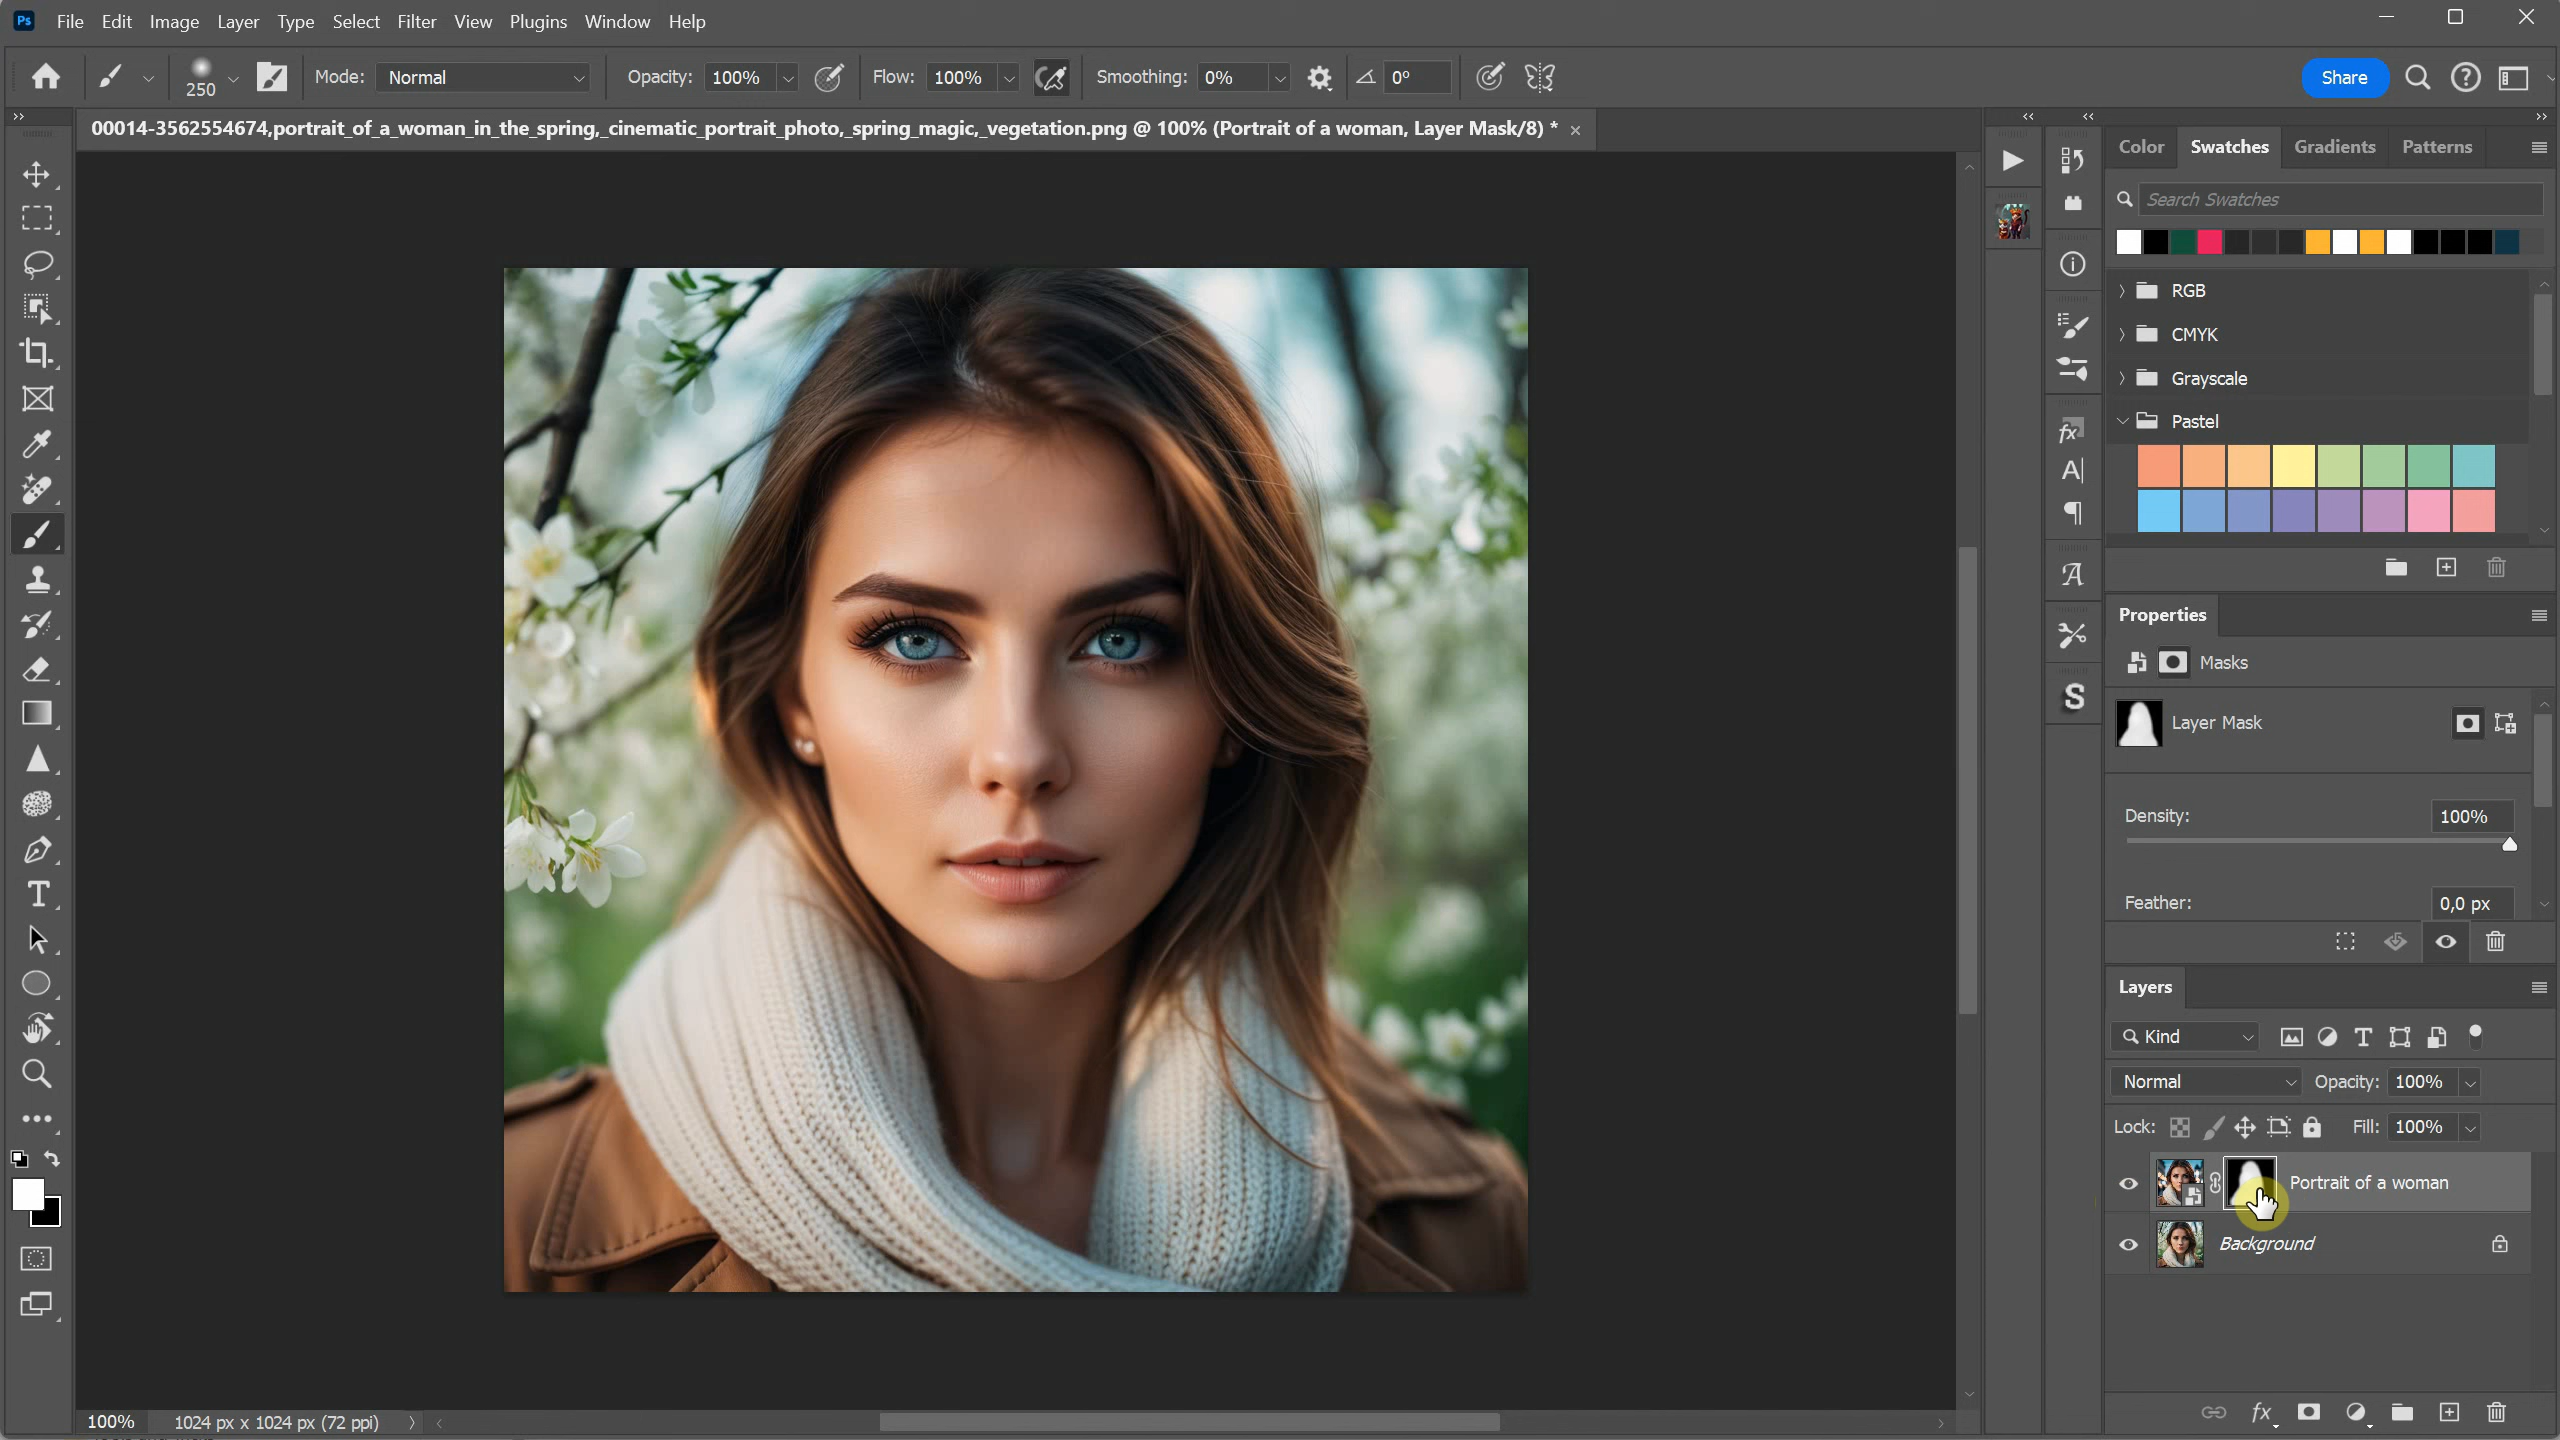 Ps File Edit Image Layer Type Select Filter View Plugins Window Help
250 Mode: Normal Opacity: 100% Flow: 100% Smoothing: 0% 0° Share
00014-3562554674,portrait_of_a_woman_in_the_spring,_cinematic_portrait_photo,_spring_magic,_vegetation.png @ 100% (Portrait of a woman, Layer Mask/8) *
Color Swatches Gradients Patterns
Search Swatches
RGB
CMYK
Grayscale
Pastel
Properties
Masks
Layer Mask
Density: 100%
Feather: 0,0 px
Layers
Kind
Normal Opacity: 100%
Lock: Fill: 100%
Portrait of a woman
Background
100% 1024 px x 1024 px (72 ppi)